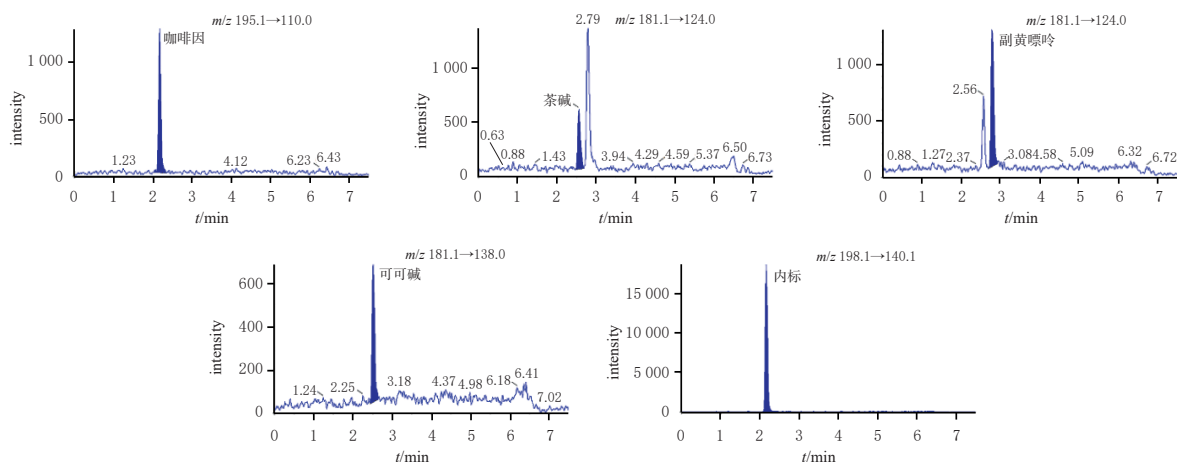 m/z 195.1→110.0
咖啡因
1 000
500
0
intensity
1.23
4.12
6.23
6.43
0 1 2 3 4 5 6 7
t/min
m/z 181.1→124.0
2.79
茶碱
1 000
500
0
intensity
0.63
0.88
1.43
3.94
4.29
4.59
5.37
6.50
6.73
0 1 2 3 4 5 6 7
t/min
m/z 181.1→124.0
副黄嘌呤
2.56
1 000
500
0
intensity
0.88
1.27
2.37
3.08
4.58
5.09
6.32
6.72
0 1 2 3 4 5 6 7
t/min
m/z 181.1→138.0
可可碱
600
400
200
0
intensity
1.24
2.25
3.18
4.37
4.98
6.18
6.41
7.02
0 1 2 3 4 5 6 7
t/min
m/z 198.1→140.1
内标
15 000
10 000
5 000
0
intensity
0 1 2 3 4 5 6 7
t/min